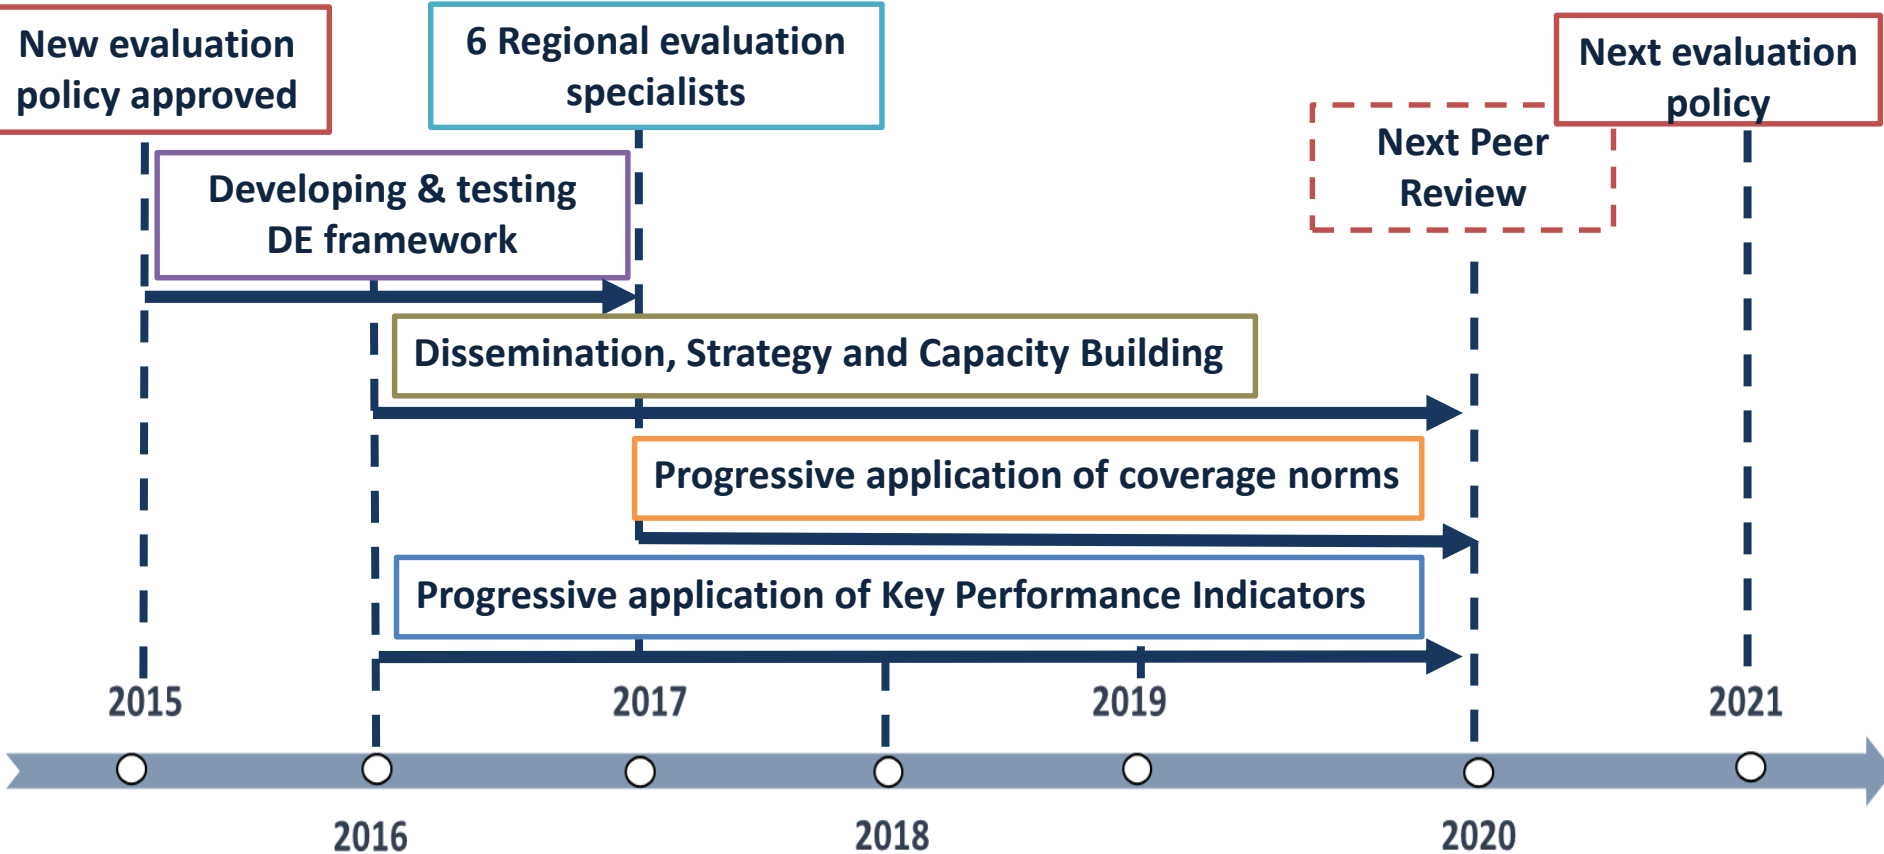 New evaluation
policy approved
6 Regional evaluation
specialists
Next evaluation
policy
Next Peer
Review
Developing & testing
DE framework
Dissemination, Strategy and Capacity Building
Progressive application of coverage norms
Progressive application of Key Performance Indicators
2015
2017
2019
2021
2016
2018
2020